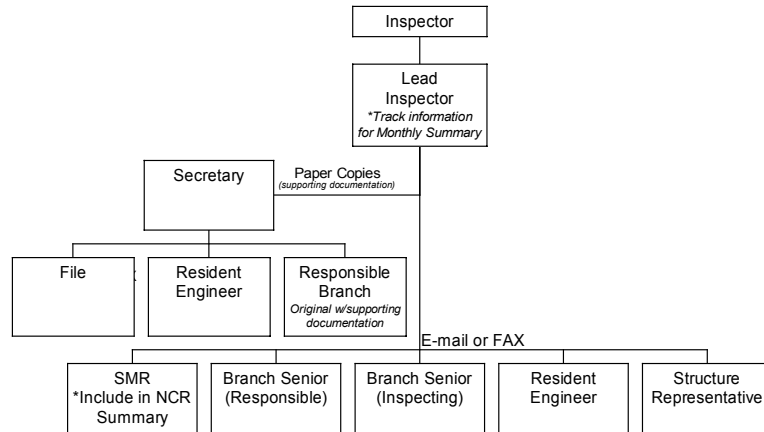 Inspector
Lead
Inspector
*Track information
for Monthly Summary
Secretary
Paper Copies
(supporting documentation)
File
Resident
Engineer
Responsible
Branch
Original w/supporting
documentation
E-mail or FAX
SMR
*Include in NCR
Summary
Branch Senior
(Responsible)
Branch Senior
(Inspecting)
Resident
Engineer
Structure
Representative